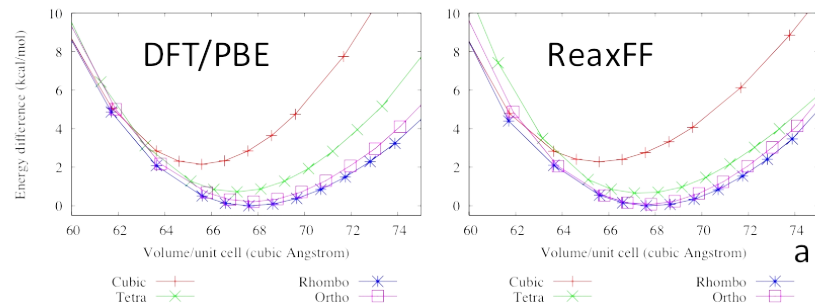 DFT/PBE
ReaxFF
Energy difference (kcal/mol)
10
8
6
4
2
0
60 62 64 66 68 70 72 74
Volume/unit cell (cubic Angstrom)
Cubic
Tetra
Rhombo
Ortho
10
8
6
4
2
0
60 62 64 66 68 70 72 74
Volume/unit cell (cubic Angstrom)
a
Cubic
Tetra
Rhombo
Ortho